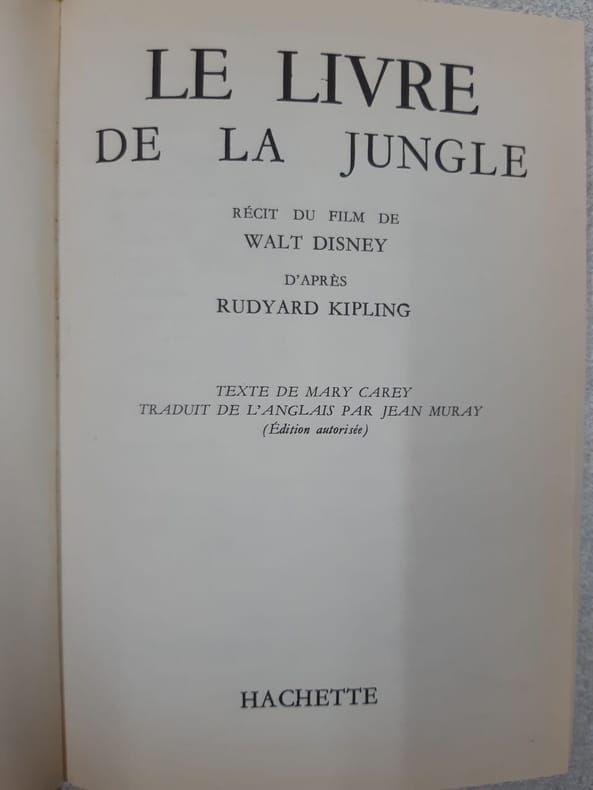 LE LIVRE
DE LA JUNGLE
RÉCIT DU FILM DE
WALT DISNEY
D'APRÈS
RUDYARD KIPLING
TEXTE DE MARY CAREY
TRADUIT DE L'ANGLAIS PAR JEAN MURAY
(Édition autorisée)
HACHETTE